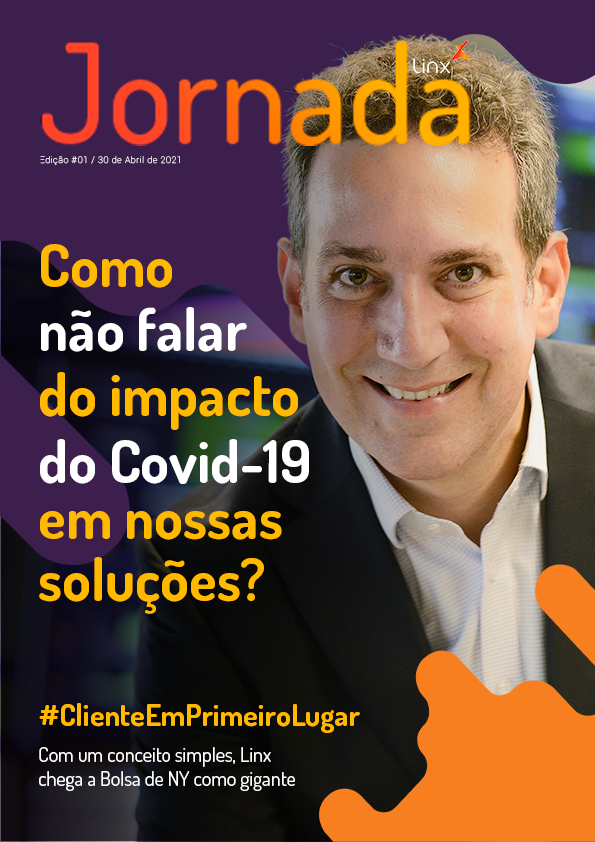 Jornada
Linx
Edição #01 / 30 de Abril de 2021
Como
não falar
do impacto
do Covid-19
em nossas
soluções?
#ClienteEmPrimeiroLugar
Com um conceito simples, Linx
chega a Bolsa de NY como gigante